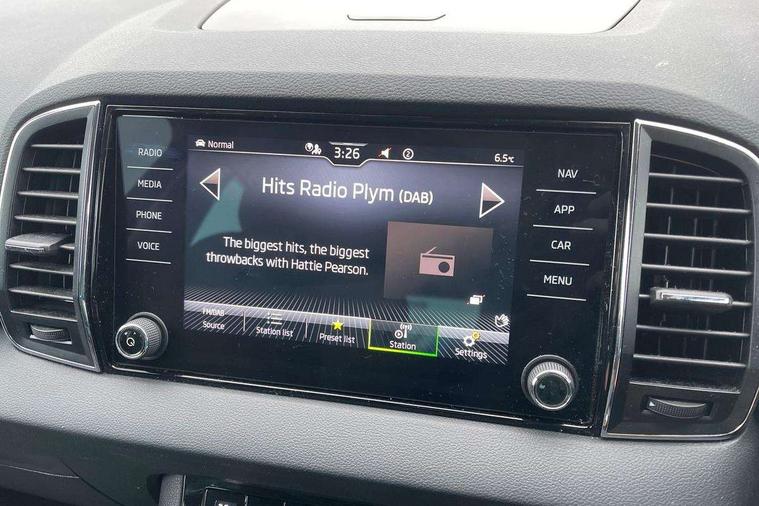 RADIO
MEDIA
PHONE
VOICE
Normal
3:26
2
6.5°C
Hits Radio Plym (DAB)
The biggest hits, the biggest
throwbacks with Hattie Pearson.
FM/DAB
Source
Station list
Preset list
Station
Settings
NAV
APP
CAR
MENU